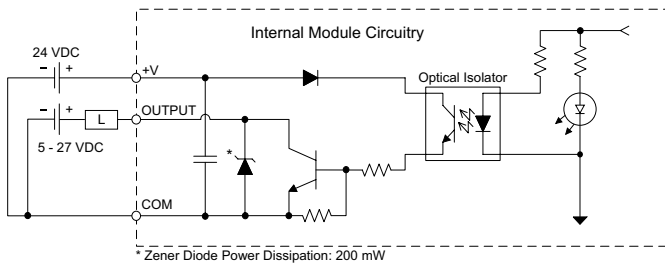 Internal Module Circuitry
24 VDC
- +
+V
Optical Isolator
- +
OUTPUT
L
5 - 27 VDC
*
COM
* Zener Diode Power Dissipation: 200 mW